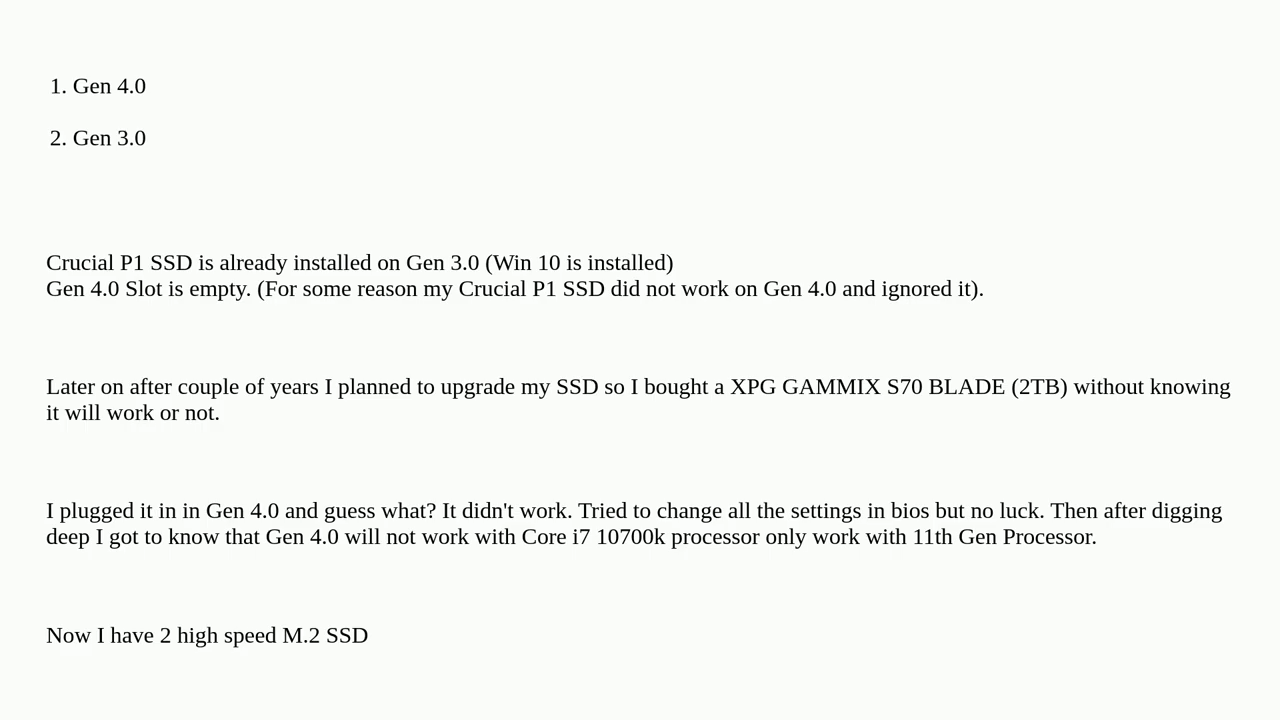 1. Gen 4.0
2. Gen 3.0
Crucial P1 SSD is already installed on Gen 3.0 (Win 10 is installed)
Gen 4.0 Slot is empty. (For some reason my Crucial P1 SSD did not work on Gen 4.0 and ignored it).
Later on after couple of years I planned to upgrade my SSD so I bought a XPG GAMMIX S70 BLADE (2TB) without knowing
it will work or not.
I plugged it in in Gen 4.0 and guess what? It didn't work. Tried to change all the settings in bios but no luck. Then after digging
deep I got to know that Gen 4.0 will not work with Core i7 10700k processor only work with 11th Gen Processor.
Now I have 2 high speed M.2 SSD